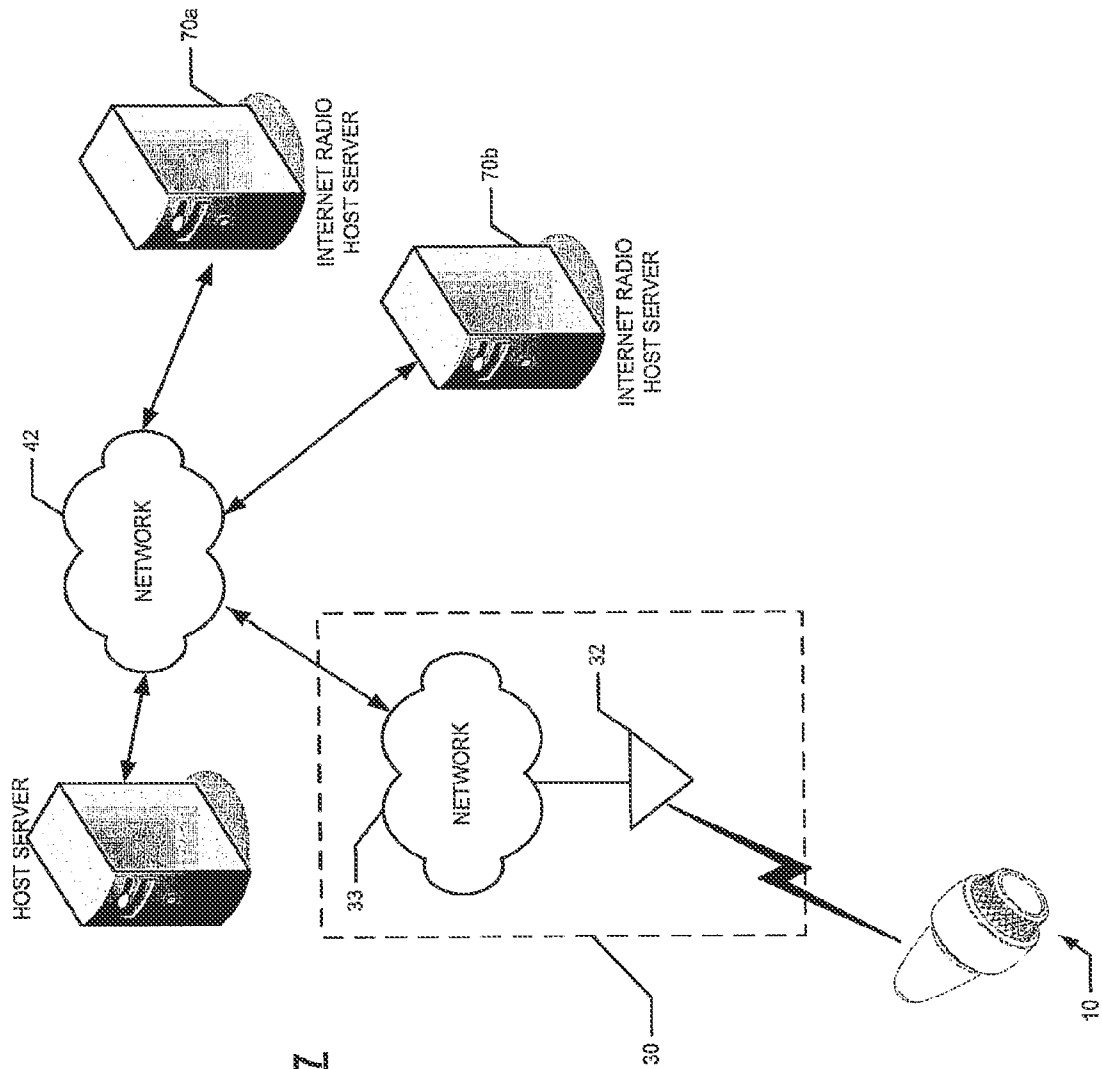 HOST SERVER
NETWORK
42
70a
INTERNET RADIO
HOST SERVER
70b
INTERNET RADIO
HOST SERVER
33
NETWORK
32
30
10